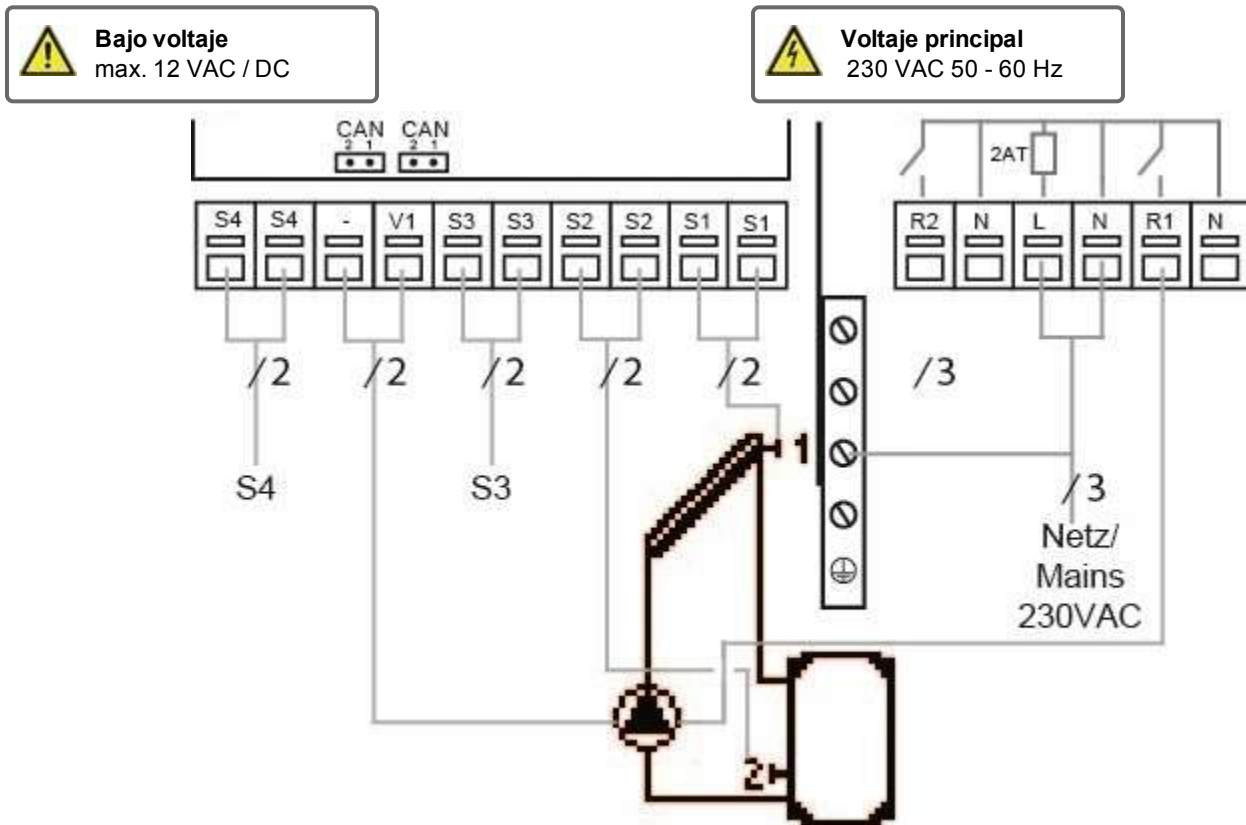 Bajo voltaje
max. 12 VAC / DC
Voltaje principal
230 VAC 50 - 60 Hz
CAN CAN
2 1 2 1
2AT
S4 S4 - V1 S3 S3 S2 S2 S1 S1
R2 N L N R1 N
/2 /2 /2 /2 /2 /3
1
S4 S3
/3
Netz/
Mains
230VAC
2